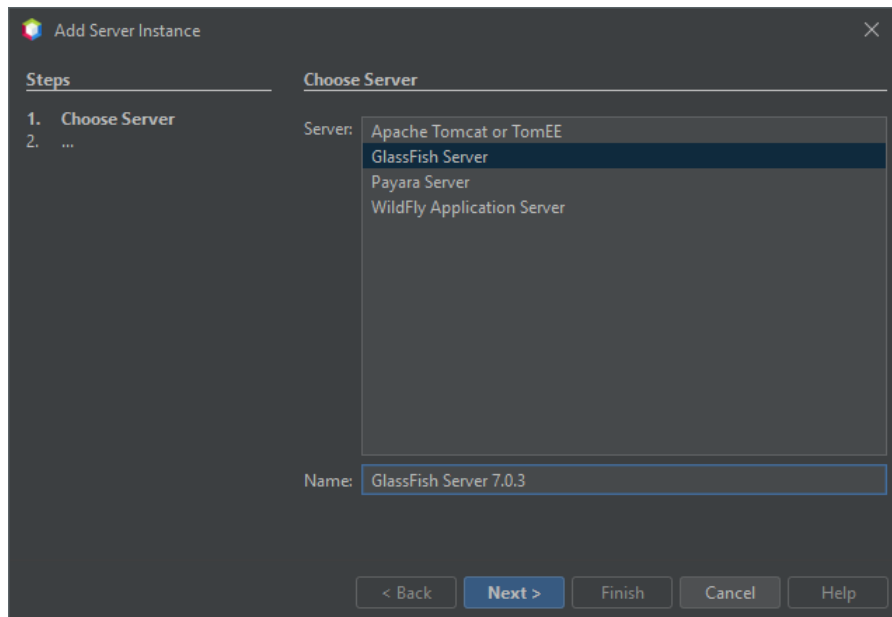 Add Server Instance
Steps
1. Choose Server
2. ...
Choose Server
Server:
Apache Tomcat or TomEE
GlassFish Server
Payara Server
WildFly Application Server
Name: GlassFish Server 7.0.3
< Back Next > Finish Cancel Help